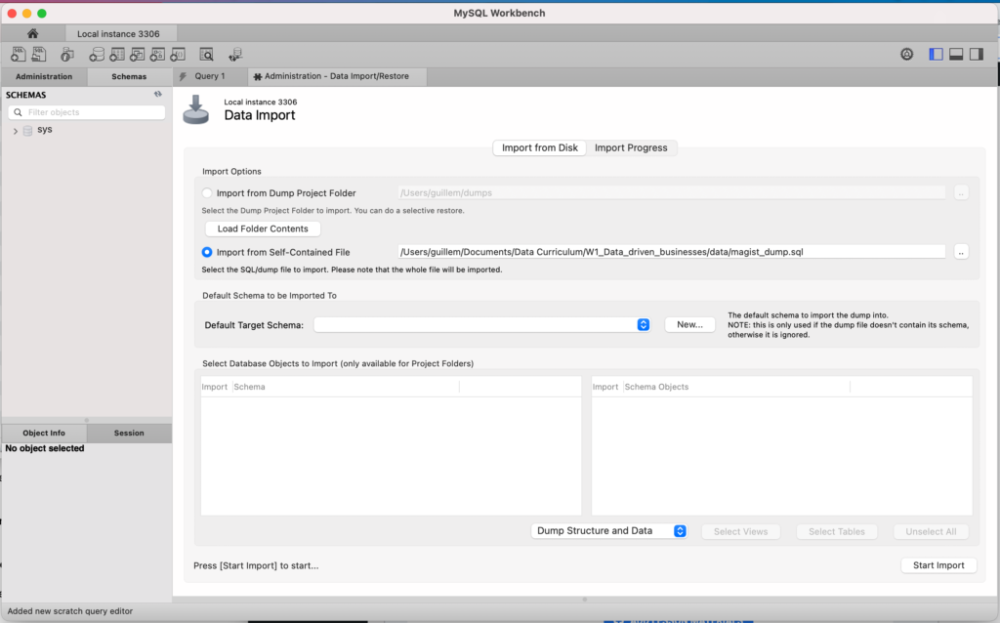 MySQL Workbench
Local instance 3306
Administration
Schemas
Query 1
Administration - Data Import/Restore
SCHEMAS
Filter objects
sys
Local instance 3306
Data Import
Import from Disk
Import Progress
Import Options
Import from Dump Project Folder
/Users/guillem/dumps
..
Select the Dump Project Folder to import. You can do a selective restore.
Load Folder Contents
Import from Self-Contained File
/Users/guillem/Documents/Data Curriculum/W1_Data_driven_businesses/data/magist_dump.sql
..
Select the SQL/dump file to import. Please note that the whole file will be imported.
Default Schema to be Imported To
Default Target Schema:
New...
The default schema to import the dump into.
NOTE: this is only used if the dump file doesn't contain its schema,
otherwise it is ignored.
Select Database Objects to Import (only available for Project Folders)
Import Schema
Import Schema Objects
Object Info
Session
No object selected
Dump Structure and Data
Select Views
Select Tables
Unselect All
Press [Start Import] to start...
Start Import
Added new scratch query editor